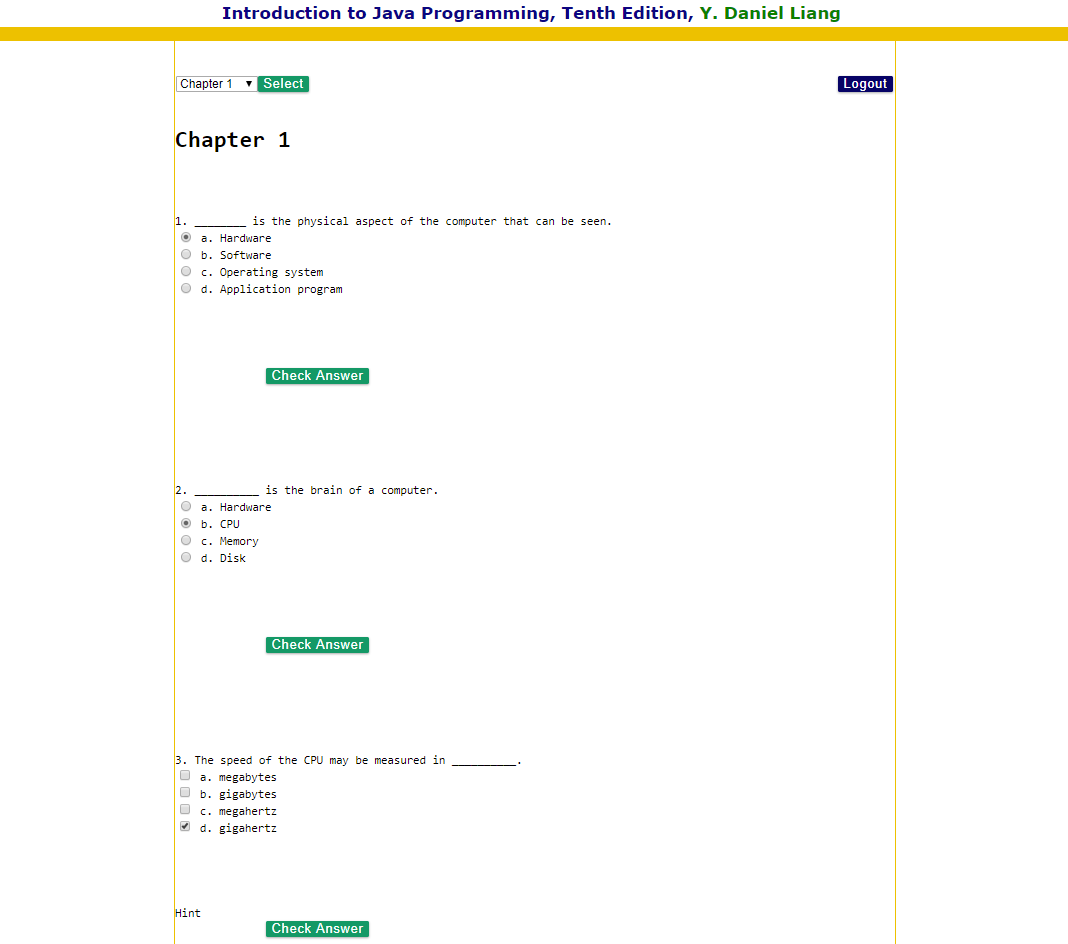 Introduction to Java Programming, Tenth Edition, Y. Daniel Liang
Chapter 1 Select Logout
Chapter 1
1. ________ is the physical aspect of the computer that can be seen.
a. Hardware
b. Software
c. Operating system
d. Application program
Check Answer
2. __________ is the brain of a computer.
a. Hardware
b. CPU
c. Memory
d. Disk
Check Answer
3. The speed of the CPU may be measured in __________.
a. megabytes
b. gigabytes
c. megahertz
d. gigahertz
Hint
Check Answer